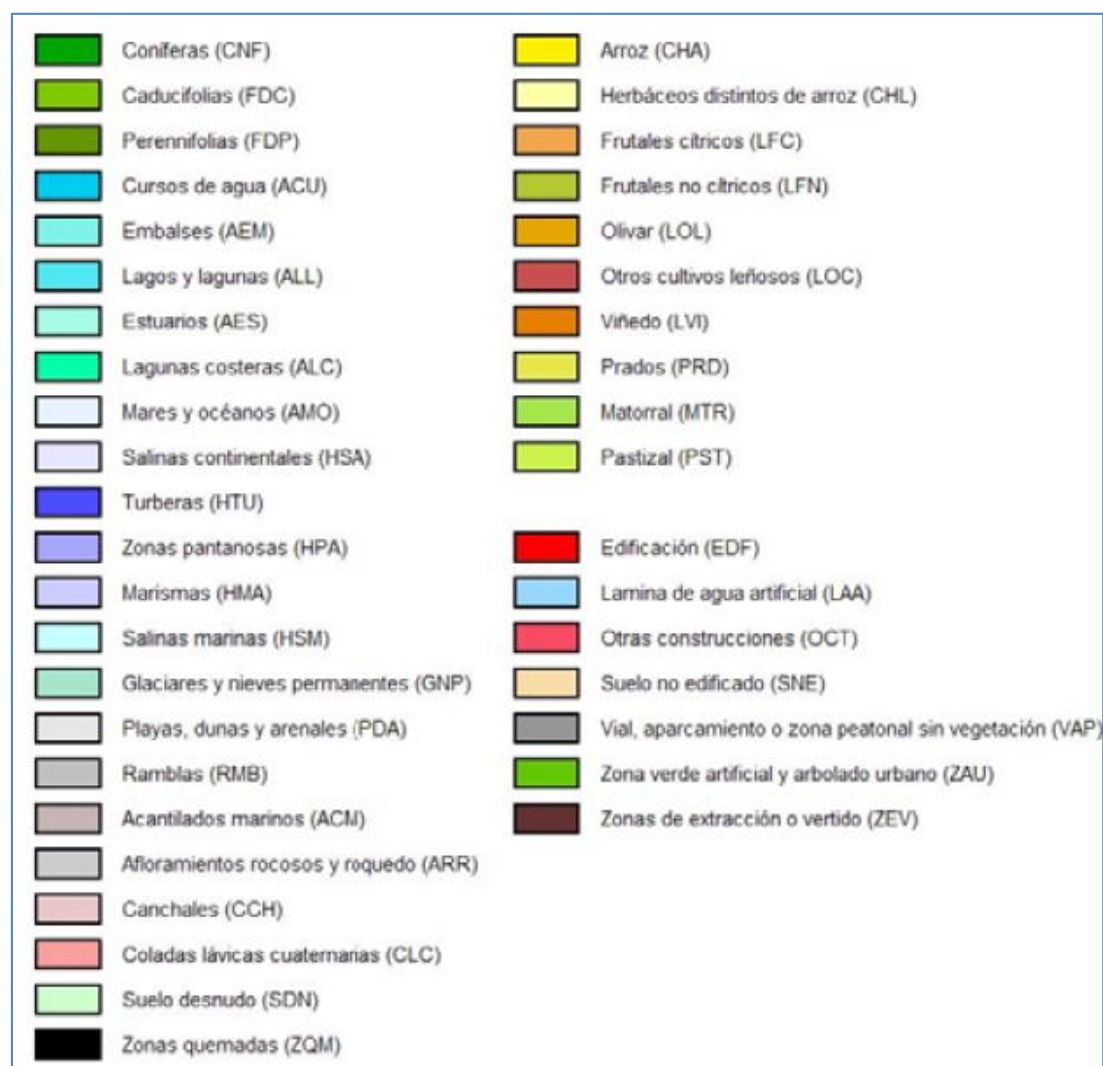 Coníferas (CNF)
Caducifolias (FDC)
Perennifolias (FDP)
Cursos de agua (ACU)
Embalses (AEM)
Lagos y lagunas (ALL)
Estuarios (AES)
Lagunas costeras (ALC)
Mares y océanos (AMO)
Salinas continentales (HSA)
Turberas (HTU)
Zonas pantanosas (HPA)
Marismas (HMA)
Salinas marinas (HSM)
Glaciares y nieves permanentes (GNP)
Playas, dunas y arenales (PDA)
Ramblas (RMB)
Acantilados marinos (ACM)
Afloramientos rocosos y roquedo (ARR)
Canchales (CCH)
Coladas lávicas cuaternarias (CLC)
Suelo desnudo (SDN)
Zonas quemadas (ZQM)
Arroz (CHA)
Herbáceos distintos de arroz (CHL)
Frutales cítricos (LFC)
Frutales no cítricos (LFN)
Olivar (LOL)
Otros cultivos leñosos (LOC)
Viñedo (LVI)
Prados (PRD)
Matorral (MTR)
Pastizal (PST)
Edificación (EDF)
Lamina de agua artificial (LAA)
Otras construcciones (OCT)
Suelo no edificado (SNE)
Vial, aparcamiento o zona peatonal sin vegetación (VAP)
Zona verde artificial y arbolado urbano (ZAU)
Zonas de extracción o vertido (ZEV)